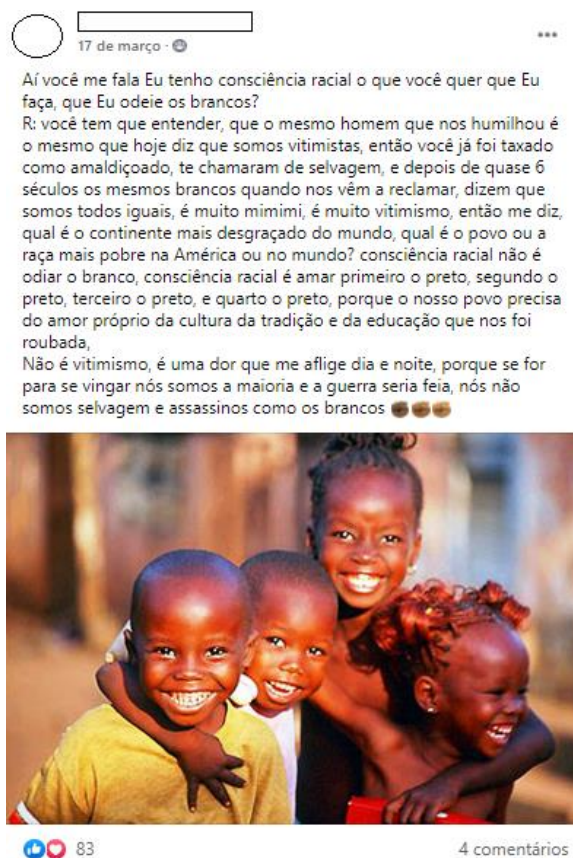 17 de março
Aí você me fala Eu tenho consciência racial o que você quer que Eu
faça, que Eu odeie os brancos?
R: você tem que entender, que o mesmo homem que nos humilhou é
o mesmo que hoje diz que somos vitimistas, então você já foi taxado
como amaldiçoado, te chamaram de selvagem, e depois de quase 6
séculos os mesmos brancos quando nos vêm a reclamar, dizem que
somos todos iguais, é muito mimimi, é muito vitimismo, então me diz,
qual é o continente mais desgraçado do mundo, qual é o povo ou a
raça mais pobre na América ou no mundo? consciência racial não é
odiar o branco, consciência racial é amar primeiro o preto, segundo o
preto, terceiro o preto, e quarto o preto, porque o nosso povo precisa
do amor próprio da cultura da tradição e da educação que nos foi
roubada,
Não é vitimismo, é uma dor que me aflige dia e noite, porque se for
para se vingar nós somos a maioria e a guerra seria feia, nós não
somos selvagem e assassinos como os brancos
83
4 comentários